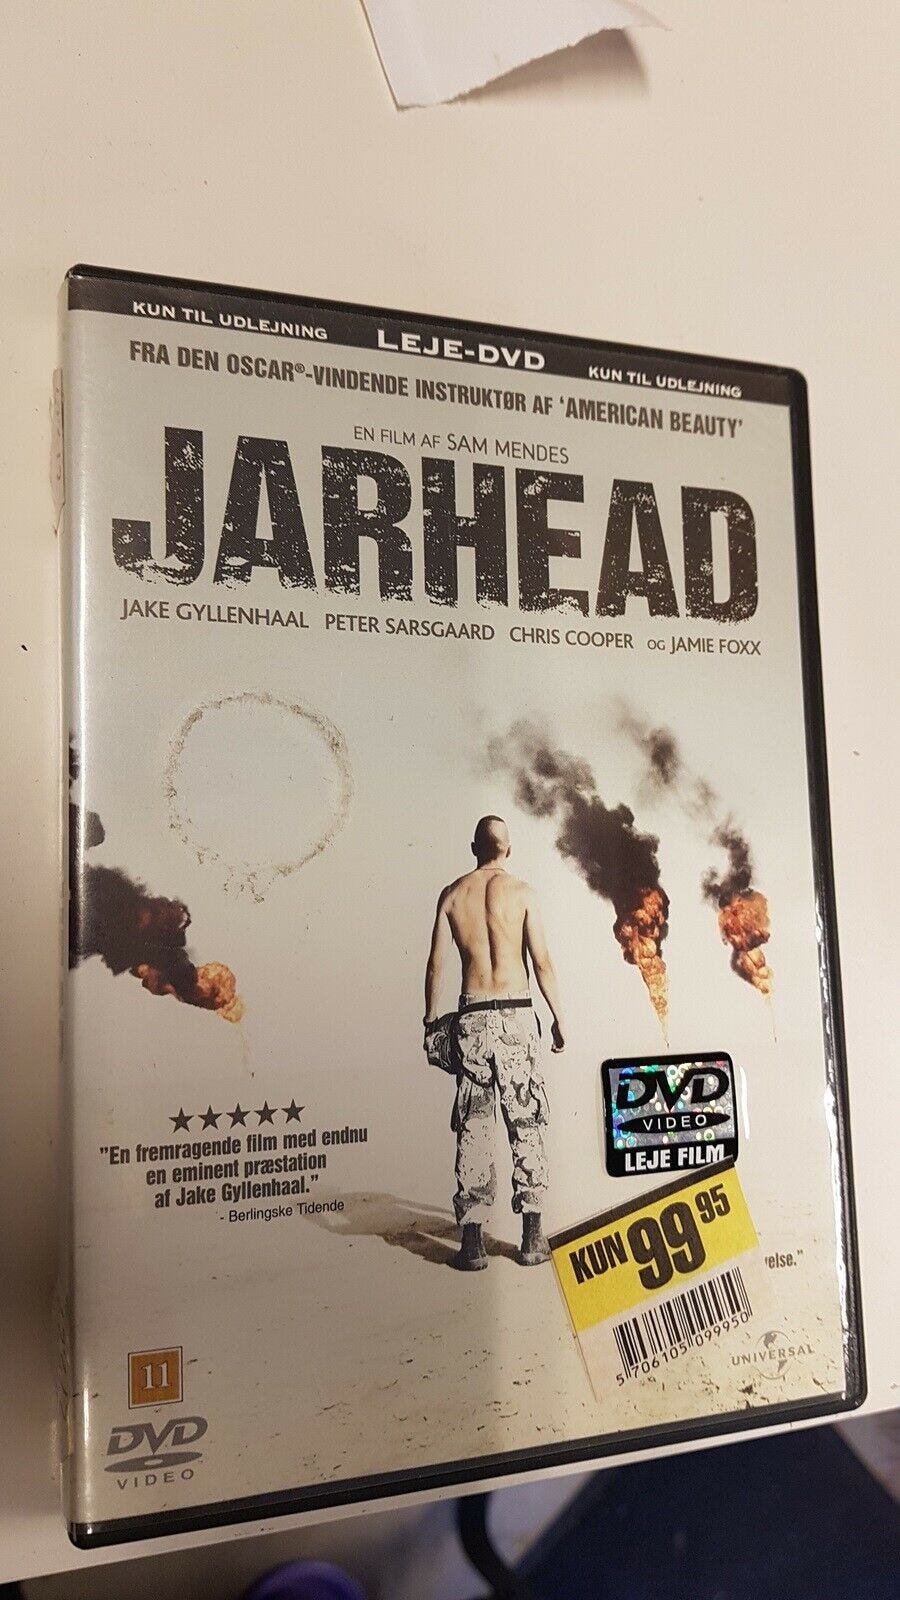 KUN TIL UDLEJNING LEJE-DVD KUN TIL UDLEJNING
FRA DEN OSCAR®-VINDENDE INSTRUKTØR AF 'AMERICAN BEAUTY'
EN FILM AF SAM MENDES
JARHEAD
JAKE GYLLENHAAL PETER SARSGAARD CHRIS COOPER OG JAMIE FOXX
★★★★★
"En fremragende film med endnu
en eminent præstation
af Jake Gyllenhaal."
- Berlingske Tidende
DVD
VIDEO
LEJE FILM
KUN 99 95
5 706105 099950
else."
UNIVERSAL
11
DVD
VIDEO